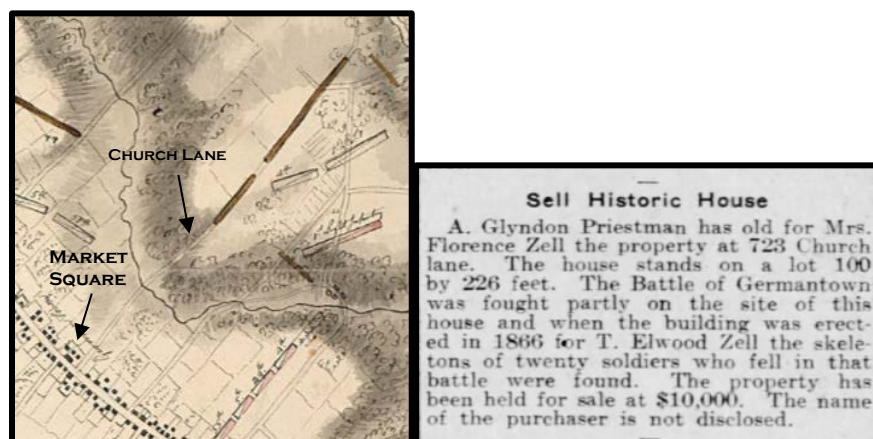 CHURCH LANE
MARKET
SQUARE
Sell Historic House
A. Glyndon Priestman has old for Mrs.
Florence Zell the property at 723 Church
lane. The house stands on a lot 100
by 226 feet. The Battle of Germantown
was fought partly on the site of this
house and when the building was erect-
ed in 1866 for T. Elwood Zell the skele-
tons of twenty soldiers who fell in that
battle were found. The property has
been held for sale at $10,000. The name
of the purchaser is not disclosed.